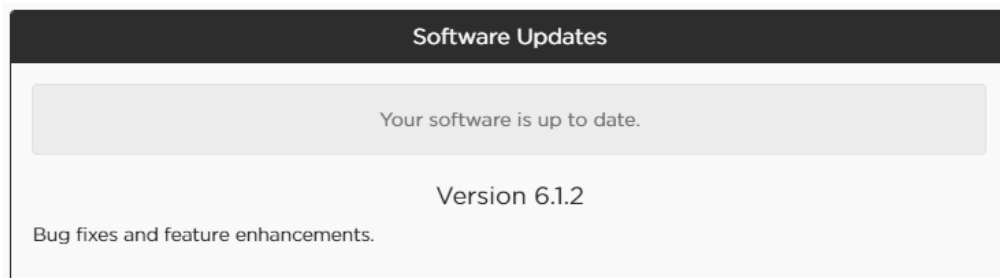 Software Updates
Your software is up to date.
Version 6.1.2
Bug fixes and feature enhancements.